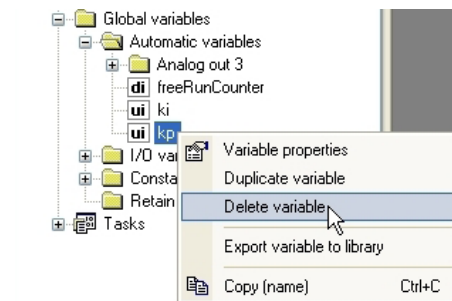 Global variables
Automatic variables
Analog out 3
di freeRunCounter
ui ki
ui kp
I/O var
Consta
Retain
Tasks
Variable properties
Duplicate variable
Delete variable
Export variable to library
Copy (name) Ctrl+C